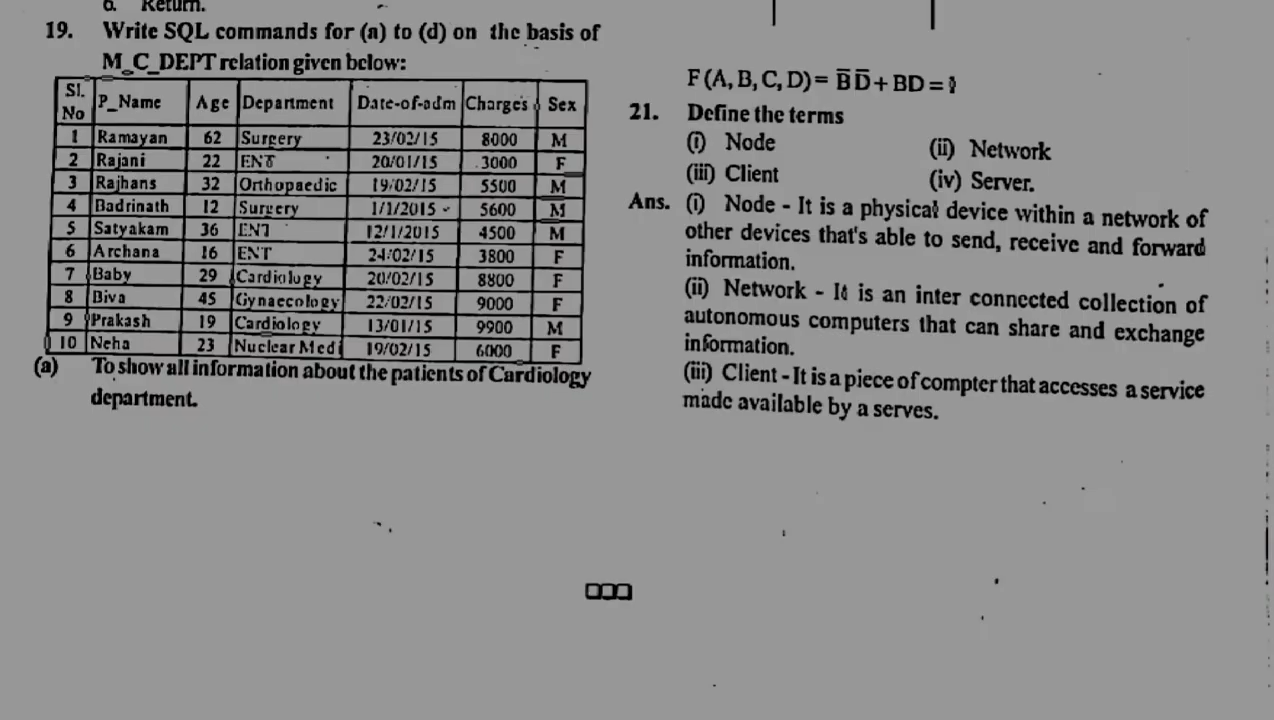 6. Return.
19. Write SQL commands for (a) to (d) on the basis of
M_C_DEPT relation given below:
Sl. No P_Name Age Department Date-of-adm Charges Sex
1 Ramayan 62 Surgery 23/02/15 8000 M
2 Rajani 22 ENT 20/01/15 3000 F
3 Rajhans 32 Orthopaedic 19/02/15 5500 M
4 Badrinath 12 Surgery 1/1/2015 5600 M
5 Satyakam 36 ENT 12/1/2015 4500 M
6 Archana 16 ENT 24/02/15 3800 F
7 Baby 29 Cardiology 20/02/15 8800 F
8 Diva 45 Gynaecology 22/02/15 9000 F
9 Prakash 19 Cardiology 13/01/15 9900 M
10 Neha 23 Nuclear Medi 19/02/15 6000 F
(a) To show all information about the patients of Cardiology
department.
F (A, B, C, D) = B̅ D̅ + BD =
21. Define the terms
(i) Node (ii) Network
(iii) Client (iv) Server.
Ans. (i) Node - It is a physical device within a network of
other devices that's able to send, receive and forward
information.
(ii) Network - It is an inter connected collection of
autonomous computers that can share and exchange
information.
(iii) Client - It is a piece of compter that accesses a service
made available by a serves.